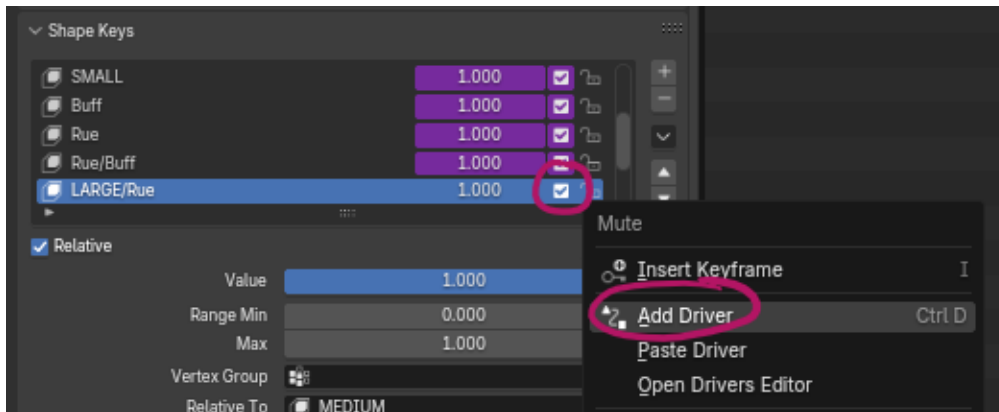 Shape Keys
SMALL 1.000
Buff 1.000
Rue 1.000
Rue/Buff 1.000
LARGE/Rue 1.000
Mute
Relative
Insert Keyframe I
Value 1.000
Range Min 0.000
Add Driver Ctrl D
Max 1.000
Paste Driver
Vertex Group
Open Drivers Editor
Relative To MEDIUM